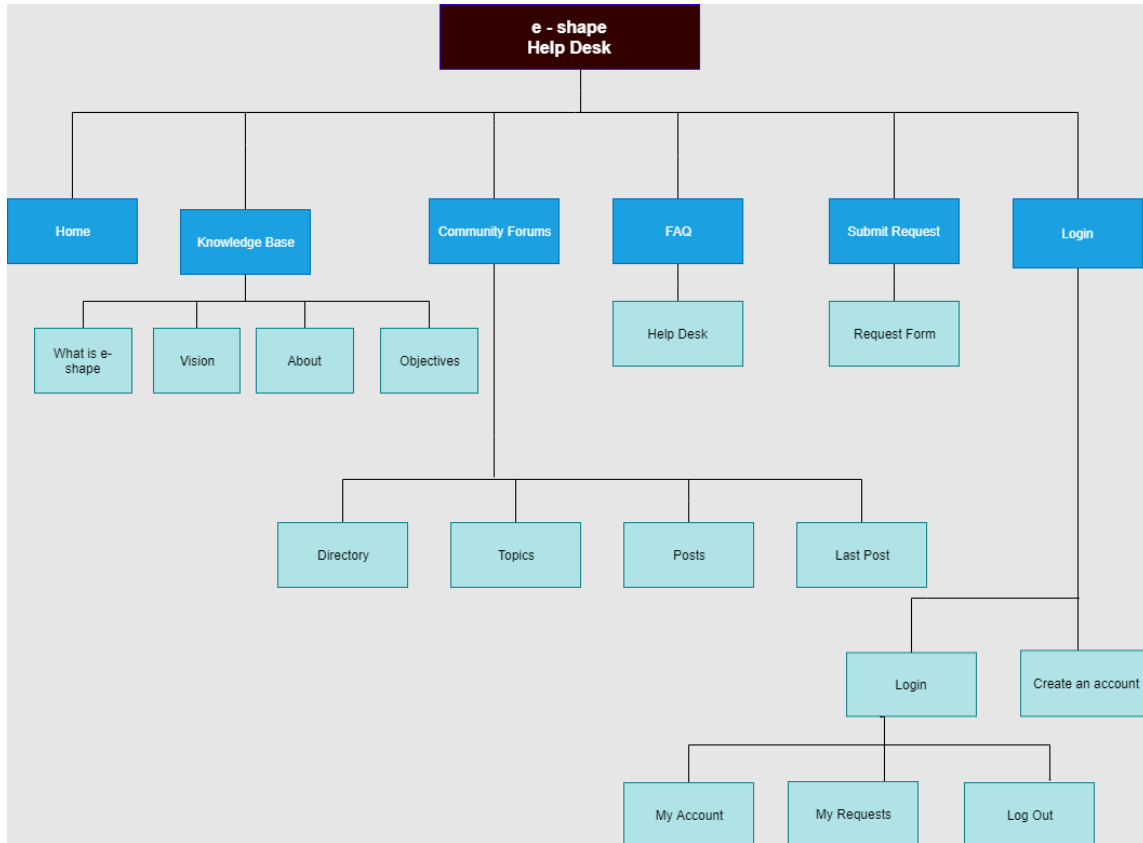 e - shape
Help Desk
Home
Knowledge Base
Community Forums
FAQ
Submit Request
Login
What is e-
shape
Vision
About
Objectives
Help Desk
Request Form
Directory
Topics
Posts
Last Post
Login
Create an account
My Account
My Requests
Log Out